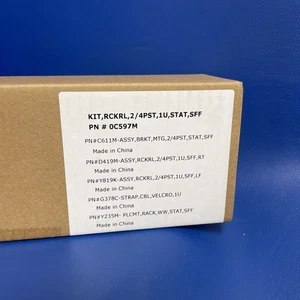 KIT,RCKRL,2/4PST,1U,STAT,SFF
PN # 0C597M
PN#C611M-ASSY,BRKT,MTG,2/4PST,STAT,SFF
Made in China
PN#D419M-ASSY,RCKRL,2/4PST,1U,SFF,RT
Made in China
PN#Y819K-ASSY,RCKRL,2/4PST,1U,SFF,LF
Made in China
PN#G378C-STRAP,CBL,VELCRO,1U
Made in China
PN#Y235M- PLCMT,RACK,WW,STAT,SFF
Made in China